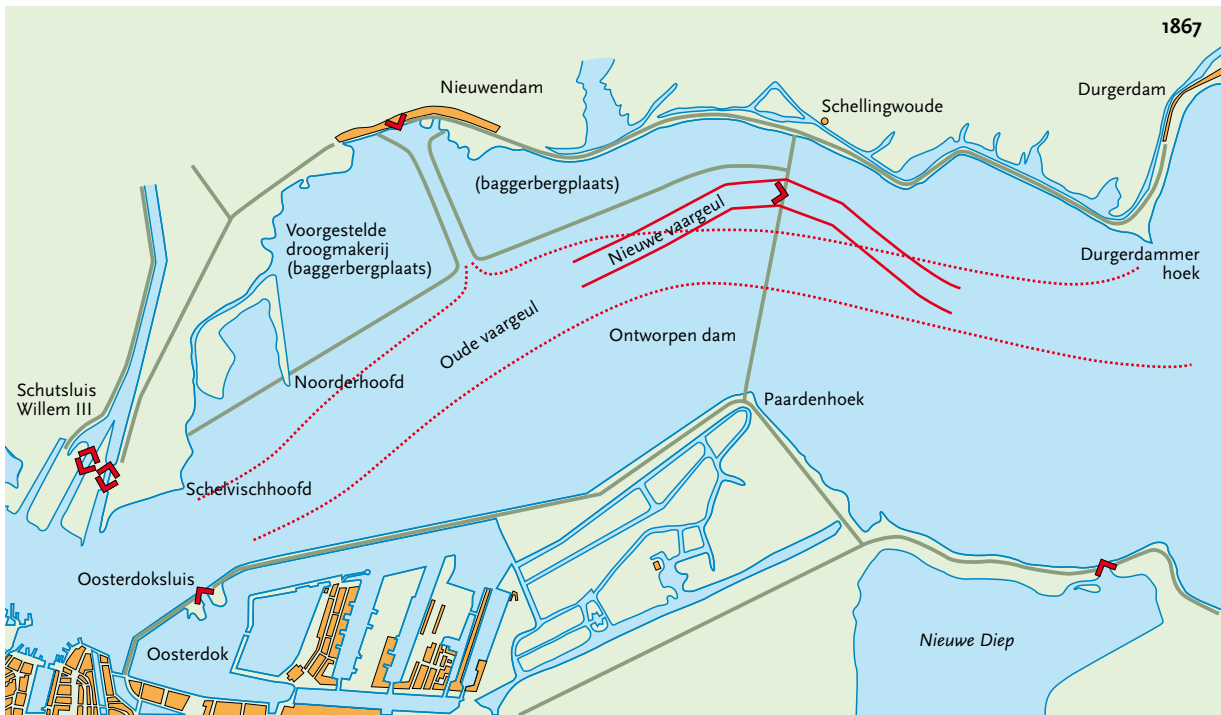 1867
Nieuwendam
Durgerdam
Schellingwoude
(baggerbergplaats)
Nieuwe vaargeul
Voorgestelde
droogmakerij
(baggerbergplaats)
Durgerdammer
hoek
Oude vaargeul
Ontworpen dam
Noorderhoofd
Schutsluis
Willem III
Paardenhoek
Schelvischhoofd
Oosterdoksluis
Oosterdok
Nieuwe Diep